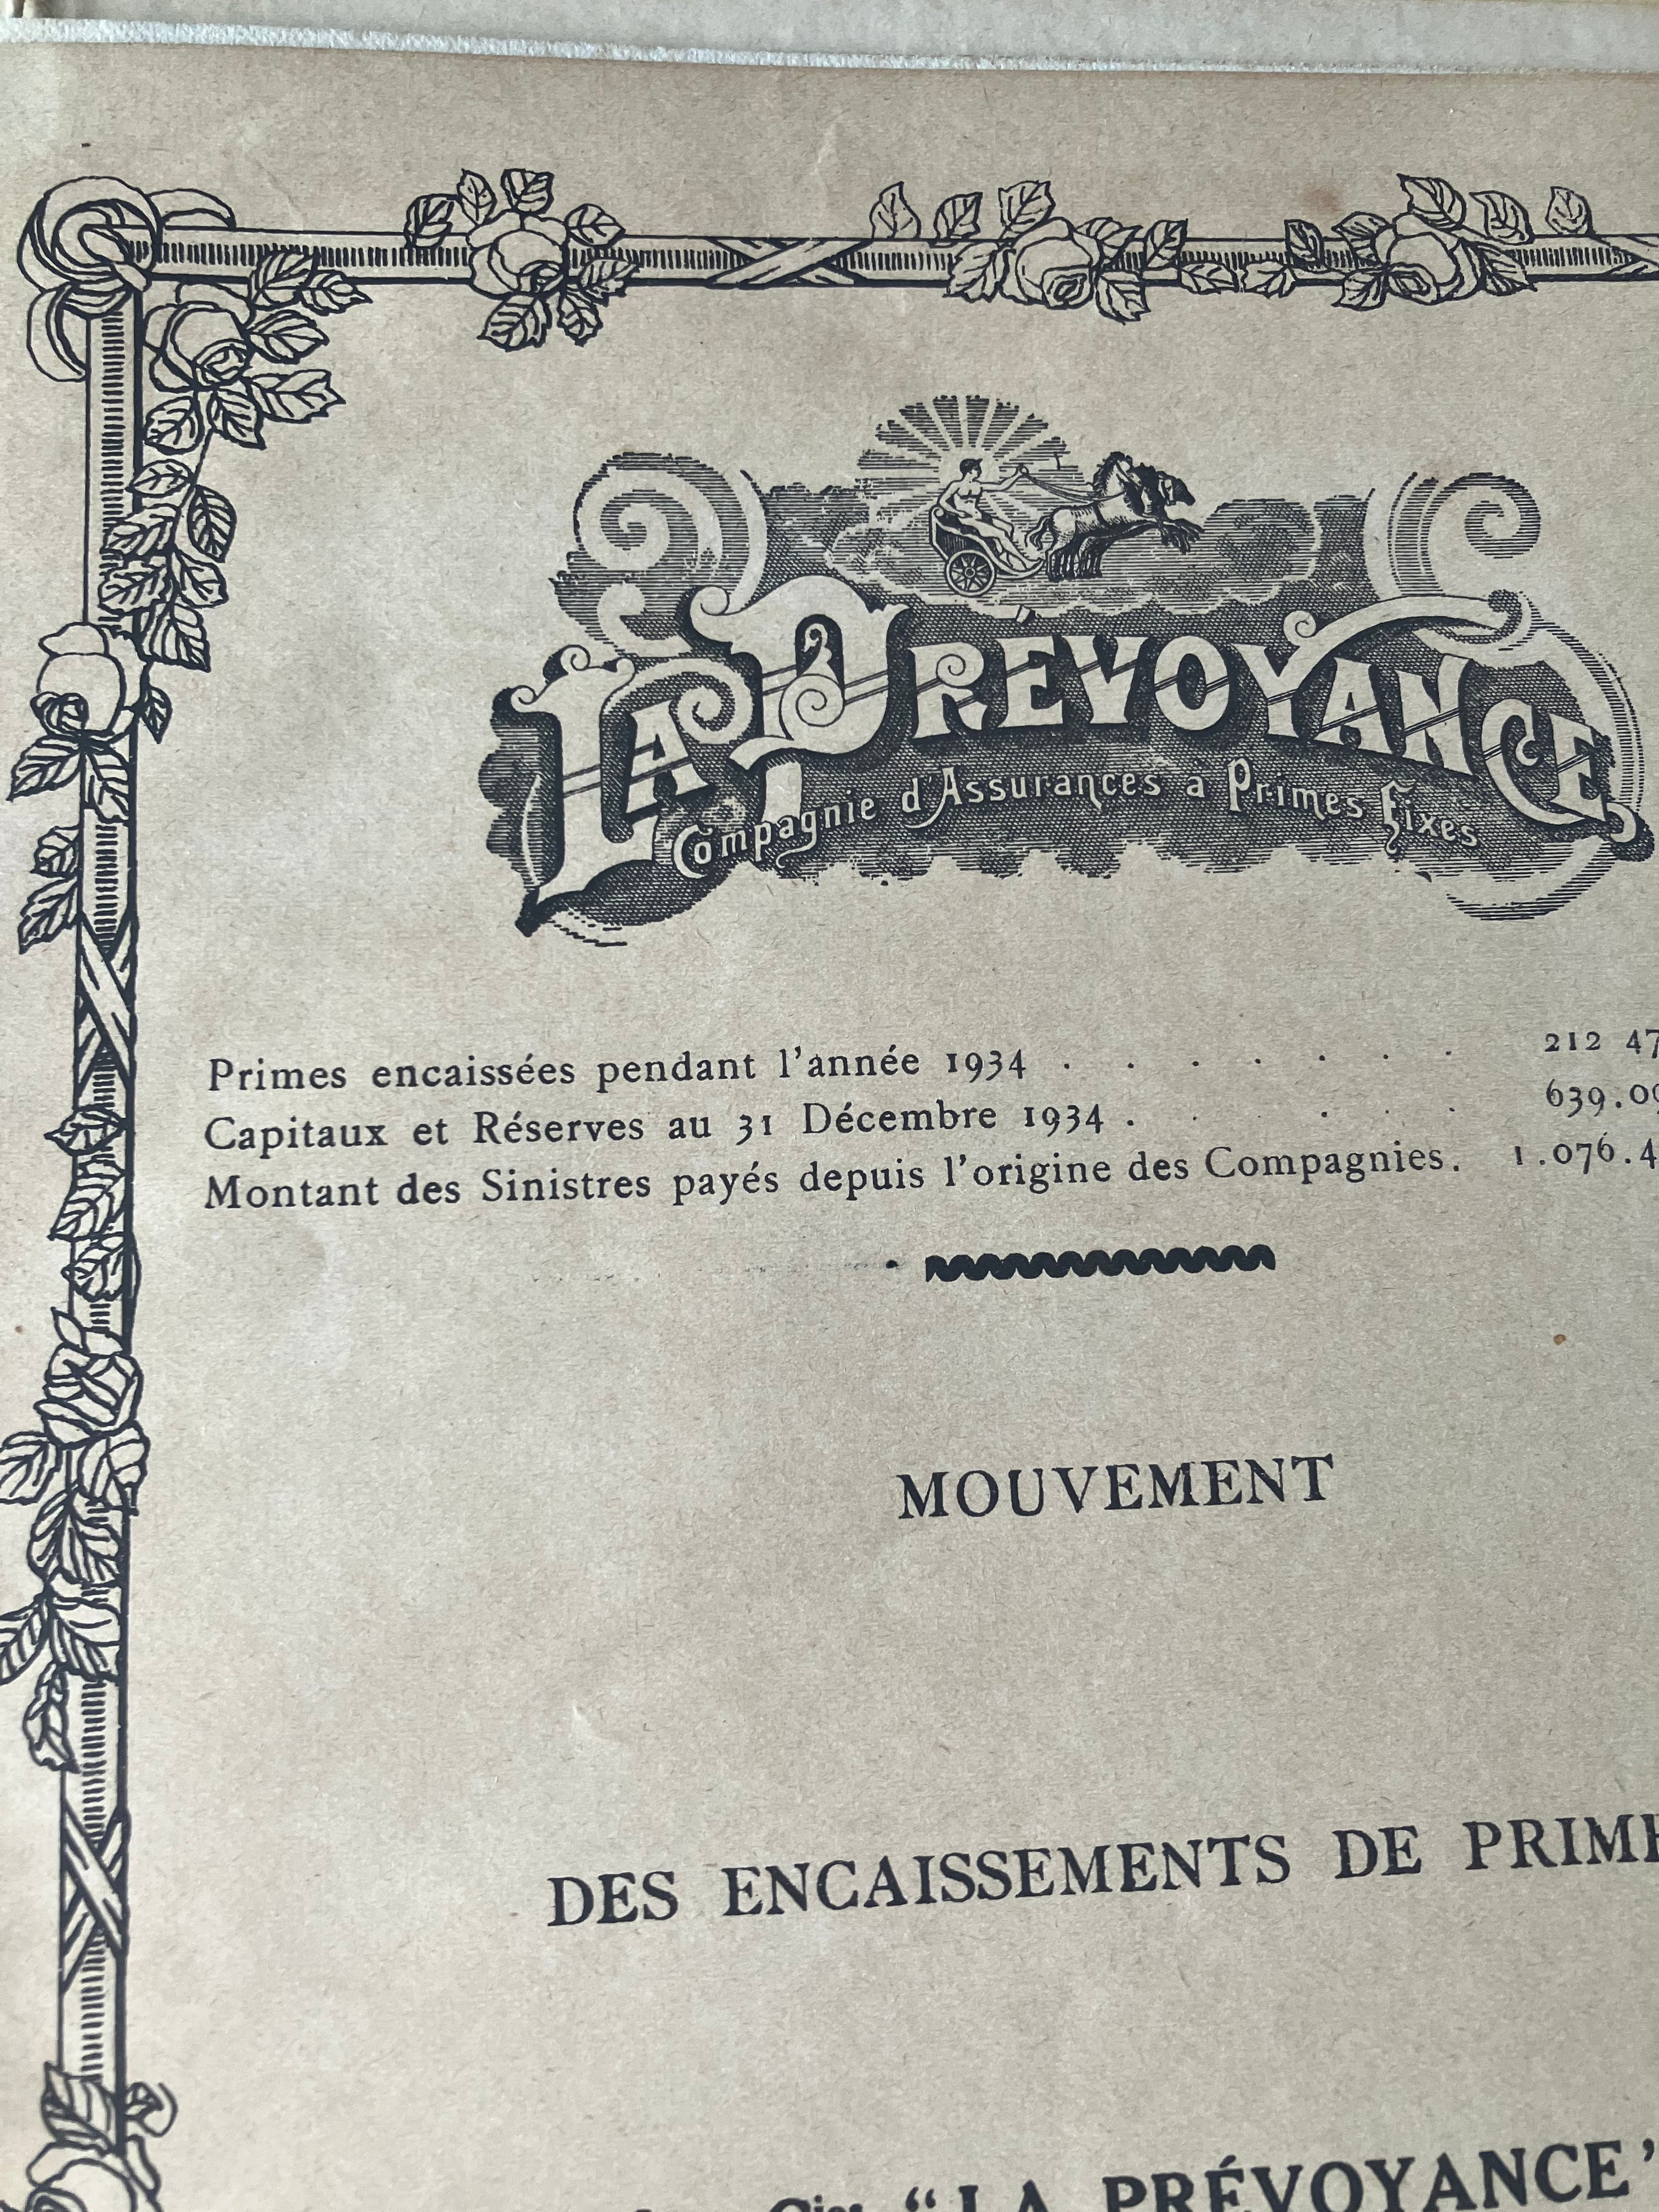 LA PRÉVOYANCE
Compagnie d'Assurances à Primes Fixes
Primes encaissées pendant l'année 1934 . . . . . . . 212 47
Capitaux et Réserves au 31 Décembre 1934 . . . . . . 639.09
Montant des Sinistres payés depuis l'origine des Compagnies. 1.076.4
MOUVEMENT
DES ENCAISSEMENTS DE PRIME
"LA PRÉVOYANCE"